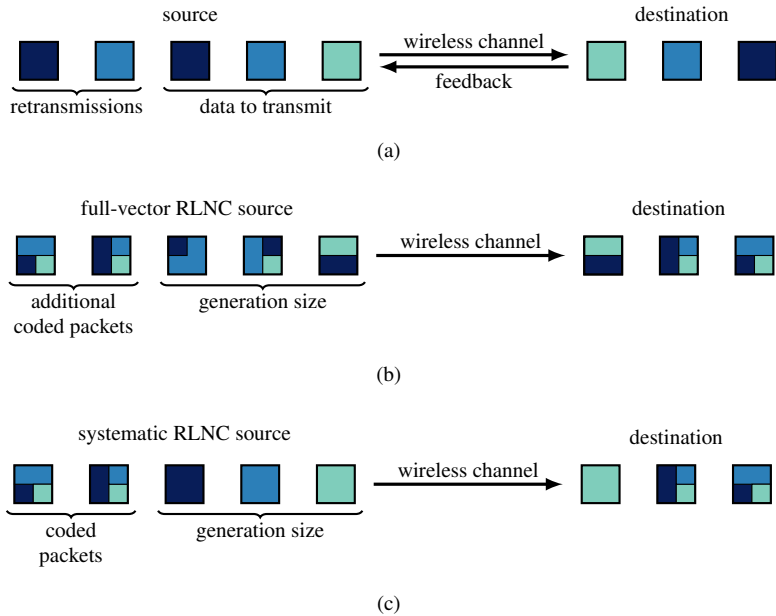 source
destination
wireless channel
feedback
retransmissions
data to transmit
(a)
full-vector RLNC source
destination
wireless channel
additional
coded packets
generation size
(b)
systematic RLNC source
destination
wireless channel
coded
packets
generation size
(c)